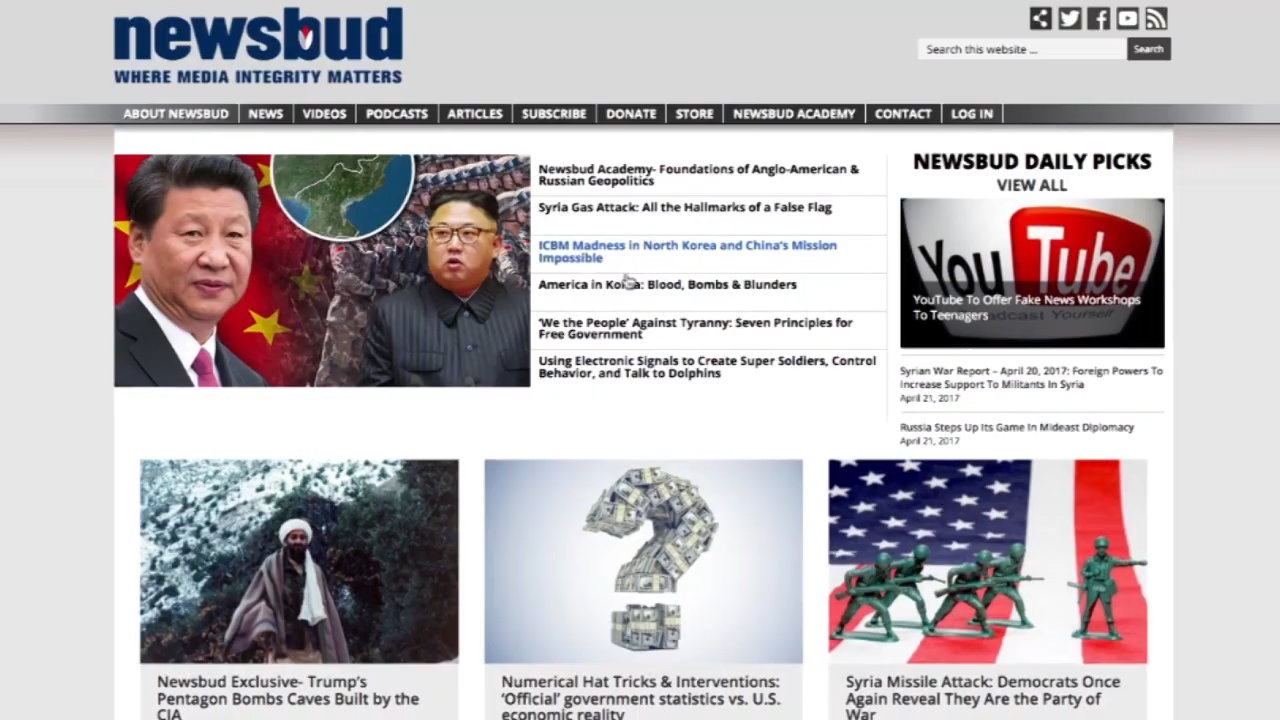 newsbud
WHERE MEDIA INTEGRITY MATTERS
Search this website ...
Search
ABOUT NEWSBUD
NEWS
VIDEOS
PODCASTS
ARTICLES
SUBSCRIBE
DONATE
STORE
NEWSBUD ACADEMY
CONTACT
LOG IN
Newsbud Academy- Foundations of Anglo-American &
Russian Geopolitics
Syria Gas Attack: All the Hallmarks of a False Flag
ICBM Madness in North Korea and China's Mission
Impossible
America in Korea: Blood, Bombs & Blunders
'We the People' Against Tyranny: Seven Principles for
Free Government
Using Electronic Signals to Create Super Soldiers, Control
Behavior, and Talk to Dolphins
NEWSBUD DAILY PICKS
VIEW ALL
YouTube
YouTube To Offer Fake News Workshops
To Teenagers
Broadcast Yourself
Syrian War Report – April 20, 2017: Foreign Powers To
Increase Support To Militants In Syria
April 21, 2017
Russia Steps Up Its Game In Mideast Diplomacy
April 21, 2017
Newsbud Exclusive- Trump's
Pentagon Bombs Caves Built by the
CIA
Numerical Hat Tricks & Interventions:
'Official' government statistics vs. U.S.
economic reality
Syria Missile Attack: Democrats Once
Again Reveal They Are the Party of
War